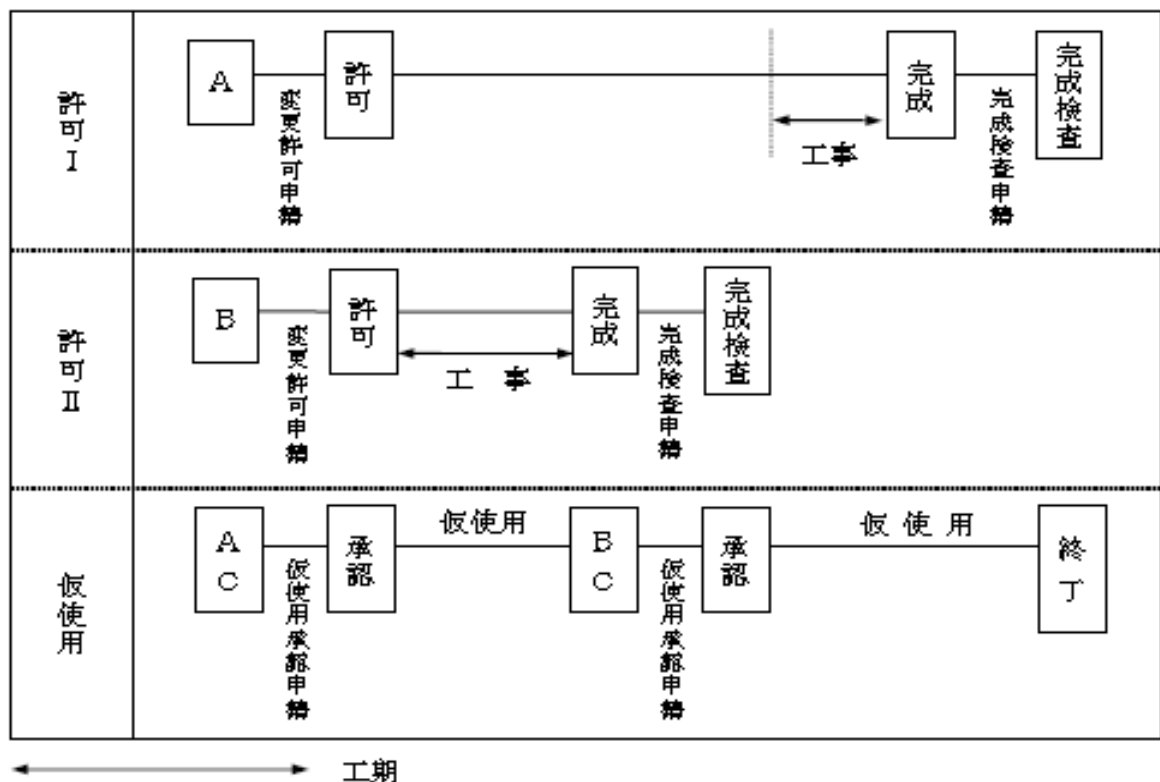 許可Ⅰ
A
変更許可申請
許可
工事
完成
完成検査申請
完成検査
許可Ⅱ
B
変更許可申請
許可
工 事
完成
完成検査申請
完成検査
仮使用
A C
仮使用承認申請
承認
仮使用
B C
仮使用承認申請
承認
仮 使 用
終了
工期